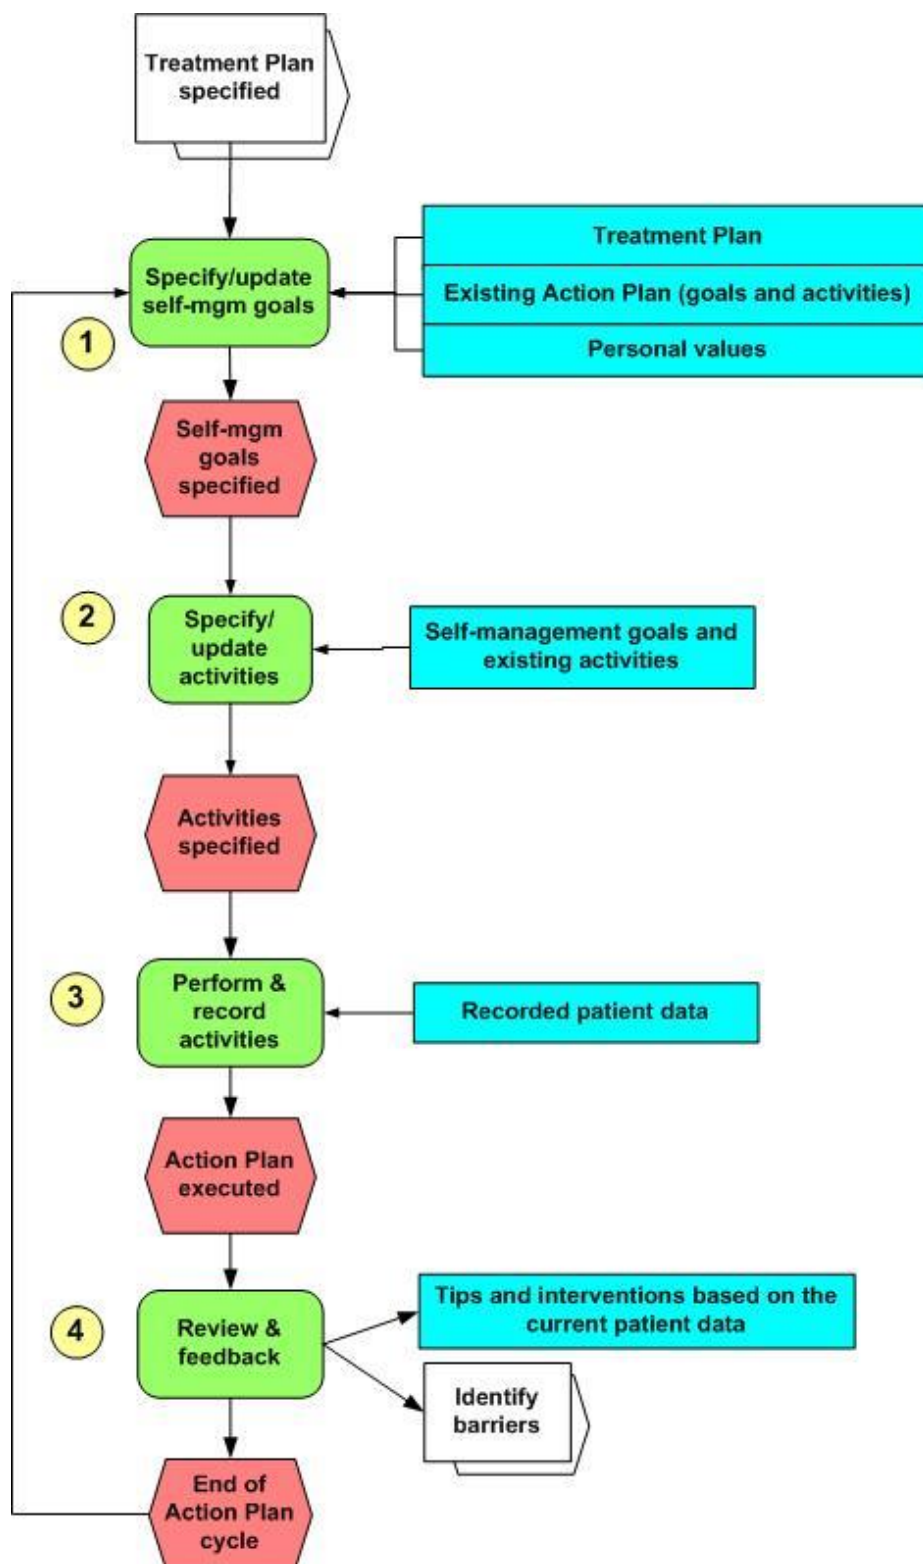 Treatment Plan
specified
Specify/update
self-mgm goals
Treatment Plan
Existing Action Plan (goals and activities)
Personal values
1
Self-mgm
goals
specified
2
Specify/
update
activities
Self-management goals and
existing activities
Activities
specified
3
Perform &
record
activities
Recorded patient data
Action Plan
executed
4
Review &
feedback
Tips and interventions based on the
current patient data
Identify
barriers
End of
Action Plan
cycle